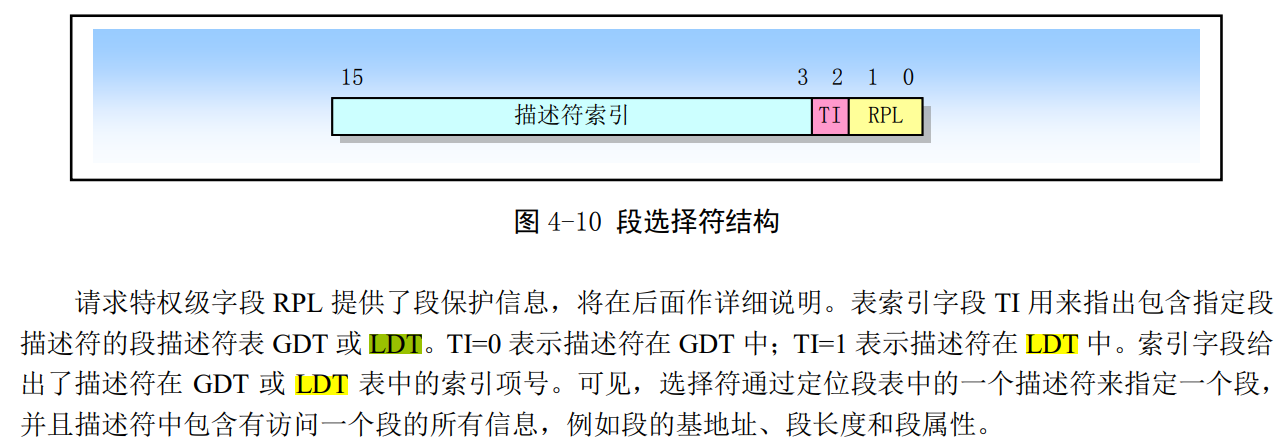 15 3 2 1 0
描述符索引 TI RPL
图 4-10 段选择符结构
请求特权级字段 RPL 提供了段保护信息，将在后面作详细说明。表索引字段 TI 用来指出包含指定段
描述符的段描述符表 GDT 或 LDT。TI=0 表示描述符在 GDT 中；TI=1 表示描述符在 LDT 中。索引字段给
出了描述符在 GDT 或 LDT 表中的索引项号。可见，选择符通过定位段表中的一个描述符来指定一个段，
并且描述符中包含有访问一个段的所有信息，例如段的基地址、段长度和段属性。